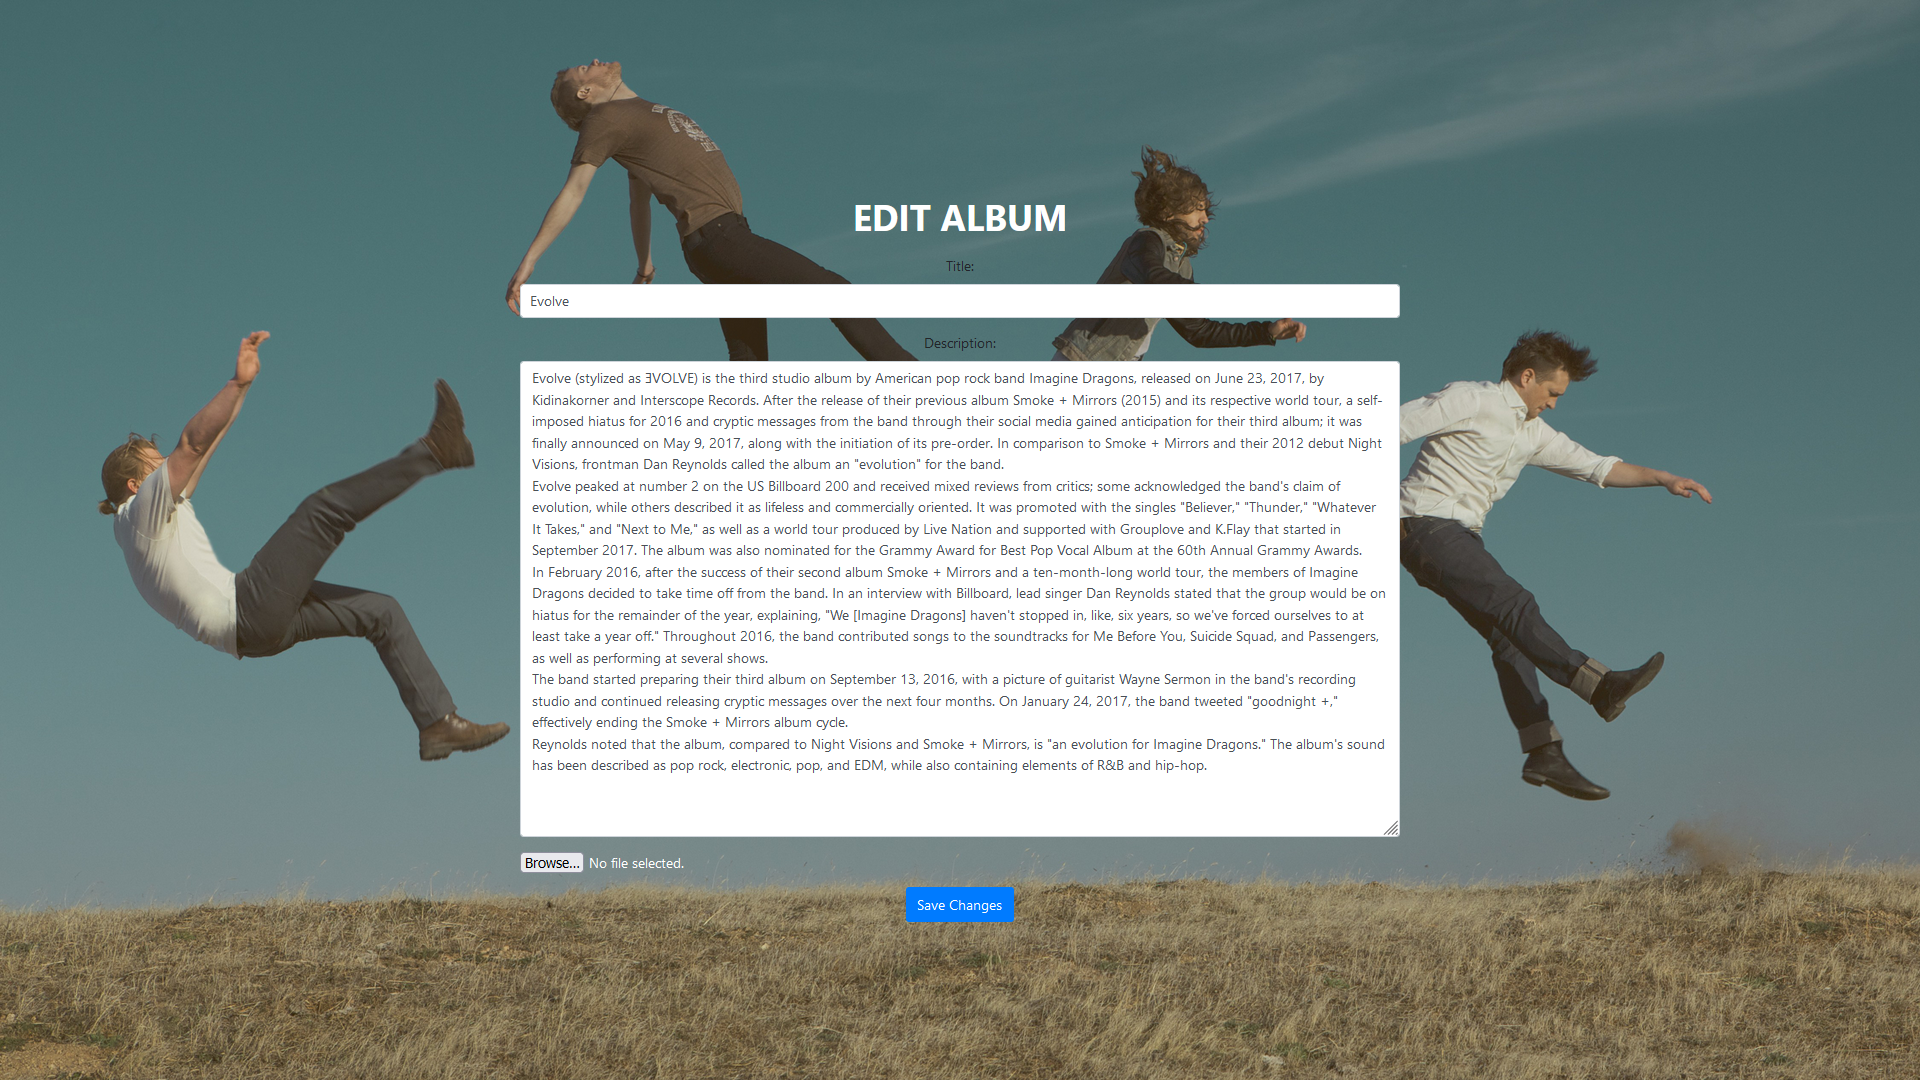 EDIT ALBUM
Title:
Evolve
Description:
Evolve (stylized as ƎVOLVE) is the third studio album by American pop rock band Imagine Dragons, released on June 23, 2017, by
Kidinakorner and Interscope Records. After the release of their previous album Smoke + Mirrors (2015) and its respective world tour, a self-
imposed hiatus for 2016 and cryptic messages from the band through their social media gained anticipation for their third album; it was
finally announced on May 9, 2017, along with the initiation of its pre-order. In comparison to Smoke + Mirrors and their 2012 debut Night
Visions, frontman Dan Reynolds called the album an "evolution" for the band.
Evolve peaked at number 2 on the US Billboard 200 and received mixed reviews from critics; some acknowledged the band's claim of
evolution, while others described it as lifeless and commercially oriented. It was promoted with the singles "Believer," "Thunder," "Whatever
It Takes," and "Next to Me," as well as a world tour produced by Live Nation and supported with Grouplove and K.Flay that started in
September 2017. The album was also nominated for the Grammy Award for Best Pop Vocal Album at the 60th Annual Grammy Awards.
In February 2016, after the success of their second album Smoke + Mirrors and a ten-month-long world tour, the members of Imagine
Dragons decided to take time off from the band. In an interview with Billboard, lead singer Dan Reynolds stated that the group would be on
hiatus for the remainder of the year, explaining, "We [Imagine Dragons] haven't stopped in, like, six years, so we've forced ourselves to at
least take a year off." Throughout 2016, the band contributed songs to the soundtracks for Me Before You, Suicide Squad, and Passengers,
as well as performing at several shows.
The band started preparing their third album on September 13, 2016, with a picture of guitarist Wayne Sermon in the band's recording
studio and continued releasing cryptic messages over the next four months. On January 24, 2017, the band tweeted "goodnight +,"
effectively ending the Smoke + Mirrors album cycle.
Reynolds noted that the album, compared to Night Visions and Smoke + Mirrors, is "an evolution for Imagine Dragons." The album's sound
has been described as pop rock, electronic, pop, and EDM, while also containing elements of R&B and hip-hop.
Browse... No file selected.
Save Changes